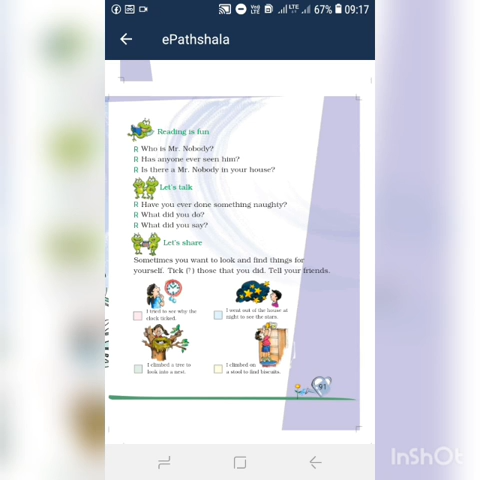 67% 09:17
ePathshala
Reading is fun
R Who is Mr. Nobody?
R Has anyone ever seen him?
R Is there a Mr. Nobody in your house?
Let's talk
R Have you ever done something naughty?
R What did you do?
R What did you say?
Let's share
Sometimes you want to look and find things for
yourself. Tick (?) those that you did. Tell your friends.
I tried to see why the
clock ticked.
I went out of the house at
night to see the stars.
I climbed a tree to
look into a nest.
I climbed on
a stool to find biscuits.
91
InShOt